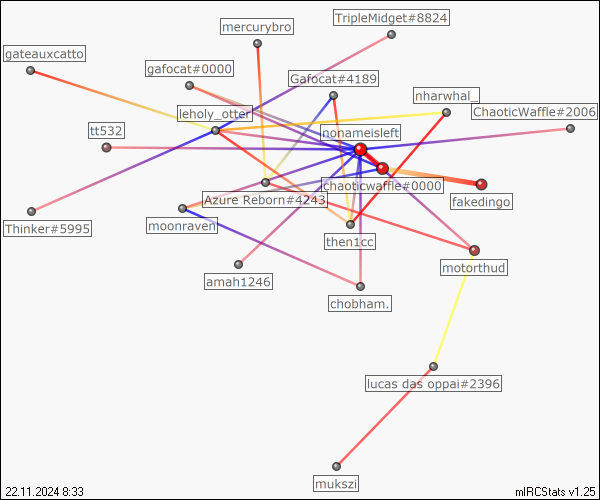 TripleMidget#8824
mercurybro
gateauxcatto
gafocat#0000
Gafocat#4189
nharwhal_
leholy_otter
ChaoticWaffle#2006
tt532
nonameisleft
chaoticwaffle#0000
Azure Reborn#4243
fakedingo
Thinker#5995
moonraven
then1cc
motorthud
amah1246
chobham.
lucas das oppai#2396
mukszi
22.11.2024 8:33
mIRCStats v1.25